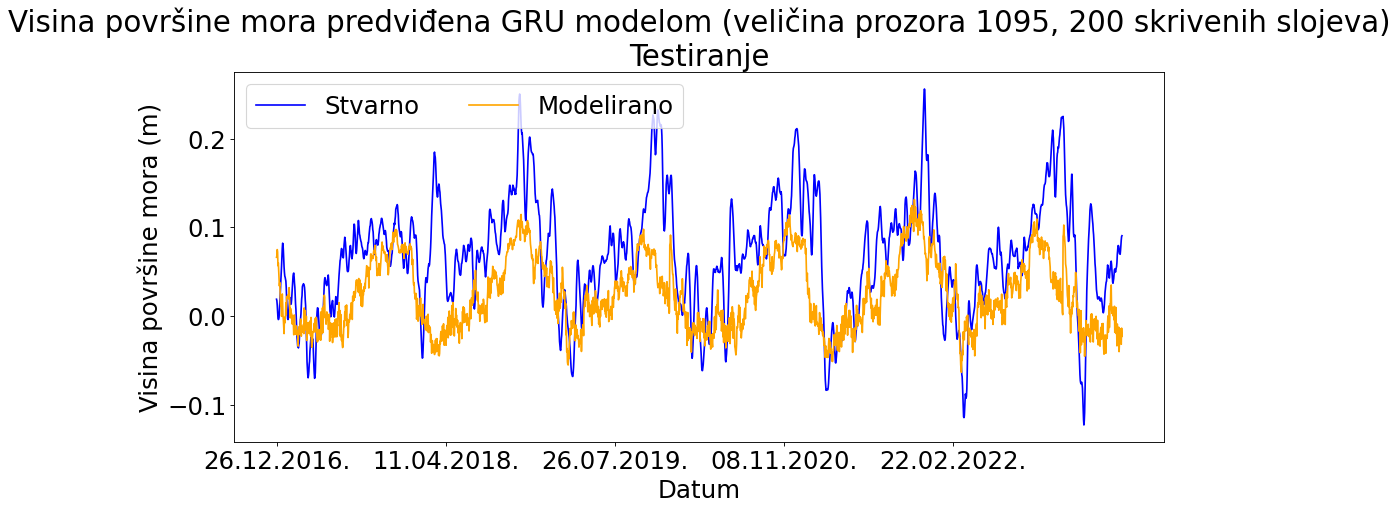 Visina površine mora predviđena GRU modelom (veličina prozora 1095, 200 skrivenih slojeva)
Testiranje
Stvarno
Modelirano
Visina površine mora (m)
0.2
0.1
0.0
−0.1
26.12.2016.
11.04.2018.
26.07.2019.
08.11.2020.
22.02.2022.
Datum